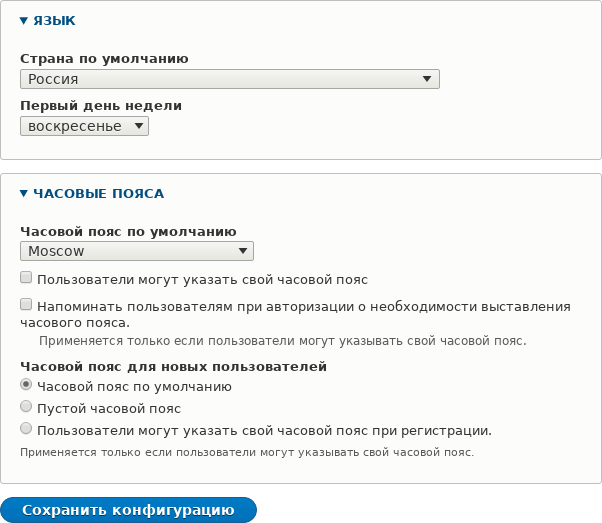 ЯЗЫК
Страна по умолчанию
Россия
Первый день недели
воскресенье
ЧАСОВЫЕ ПОЯСА
Часовой пояс по умолчанию
Moscow
Пользователи могут указать свой часовой пояс
Напоминать пользователям при авторизации о необходимости выставления
часового пояса.
Применяется только если пользователи могут указывать свой часовой пояс.
Часовой пояс для новых пользователей
Часовой пояс по умолчанию
Пустой часовой пояс
Пользователи могут указать свой часовой пояс при регистрации.
Применяется только если пользователи могут указывать свой часовой пояс.
Сохранить конфигурацию